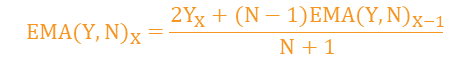 EMA(Y, N)X = 2YX + (N − 1)EMA(Y, N)X−1 / N + 1